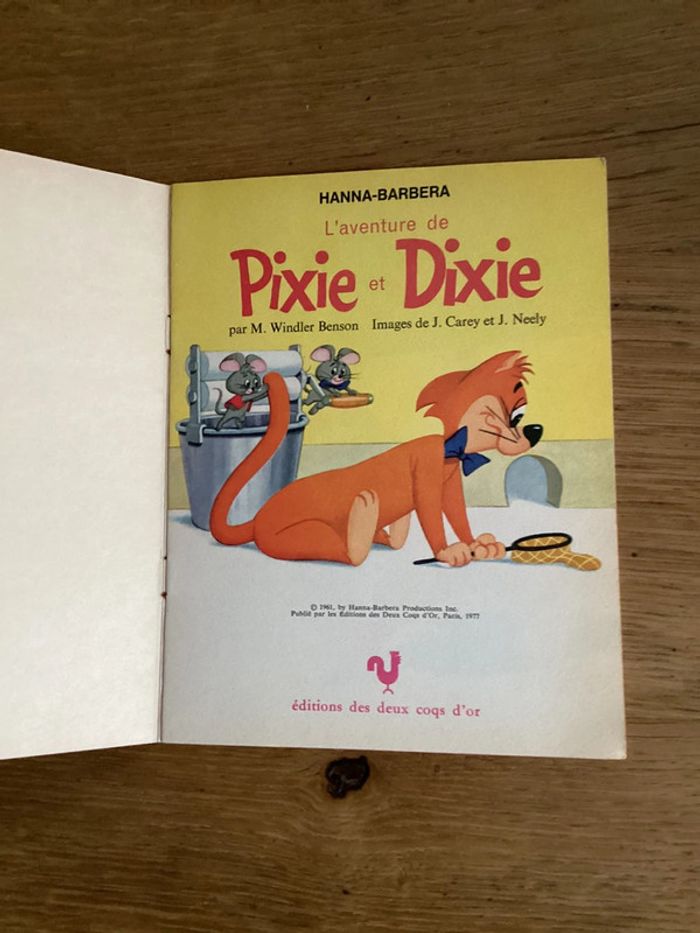 HANNA-BARBERA
L'aventure de
Pixie et Dixie
par M. Windler Benson Images de J. Carey et J. Neely
© 1961, by Hanna-Barbera Productions Inc.
Publié par les Éditions des Deux Coqs d'Or, Paris, 1977
éditions des deux coqs d'or